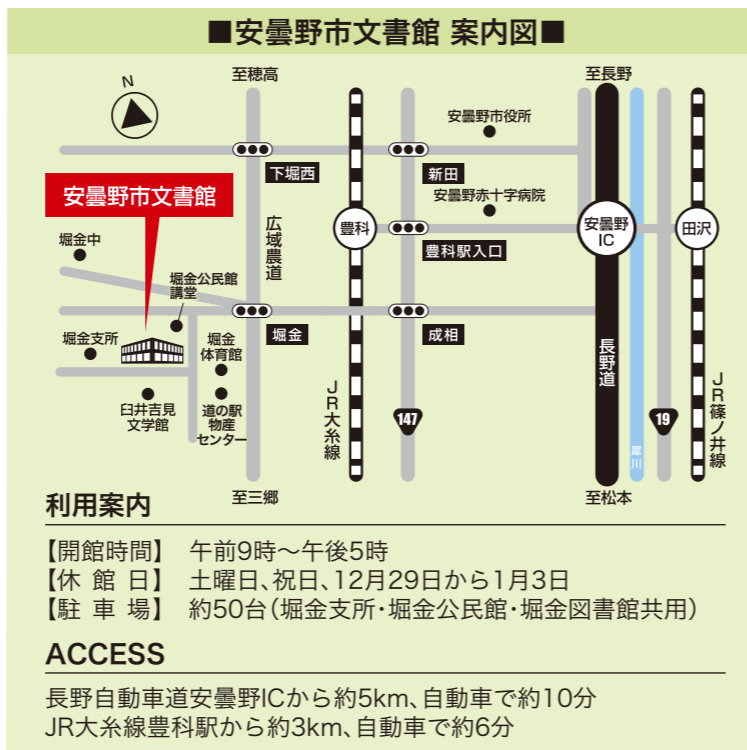 ■安曇野市文書館 案内図■
N
至穂高
至長野
安曇野市役所
下堀西
新田
安曇野市文書館
安曇野赤十字病院
広域農道
豊科
安曇野
IC
田沢
堀金中
豊科駅入口
堀金公民館
講堂
堀金
成相
堀金支所
堀金
体育館
長野道
臼井吉見
文学館
道の駅
物産
センター
JR大糸線
147
19
JR篠ノ井線
犀川
至三郷
至松本
利用案内
【開館時間】 午前9時〜午後5時
【休館日】 土曜日、祝日、12月29日から1月3日
【駐車場】 約50台（堀金支所・堀金公民館・堀金図書館共用）
ACCESS
長野自動車道安曇野ICから約5km、自動車で約10分
JR大糸線豊科駅から約3km、自動車で約6分